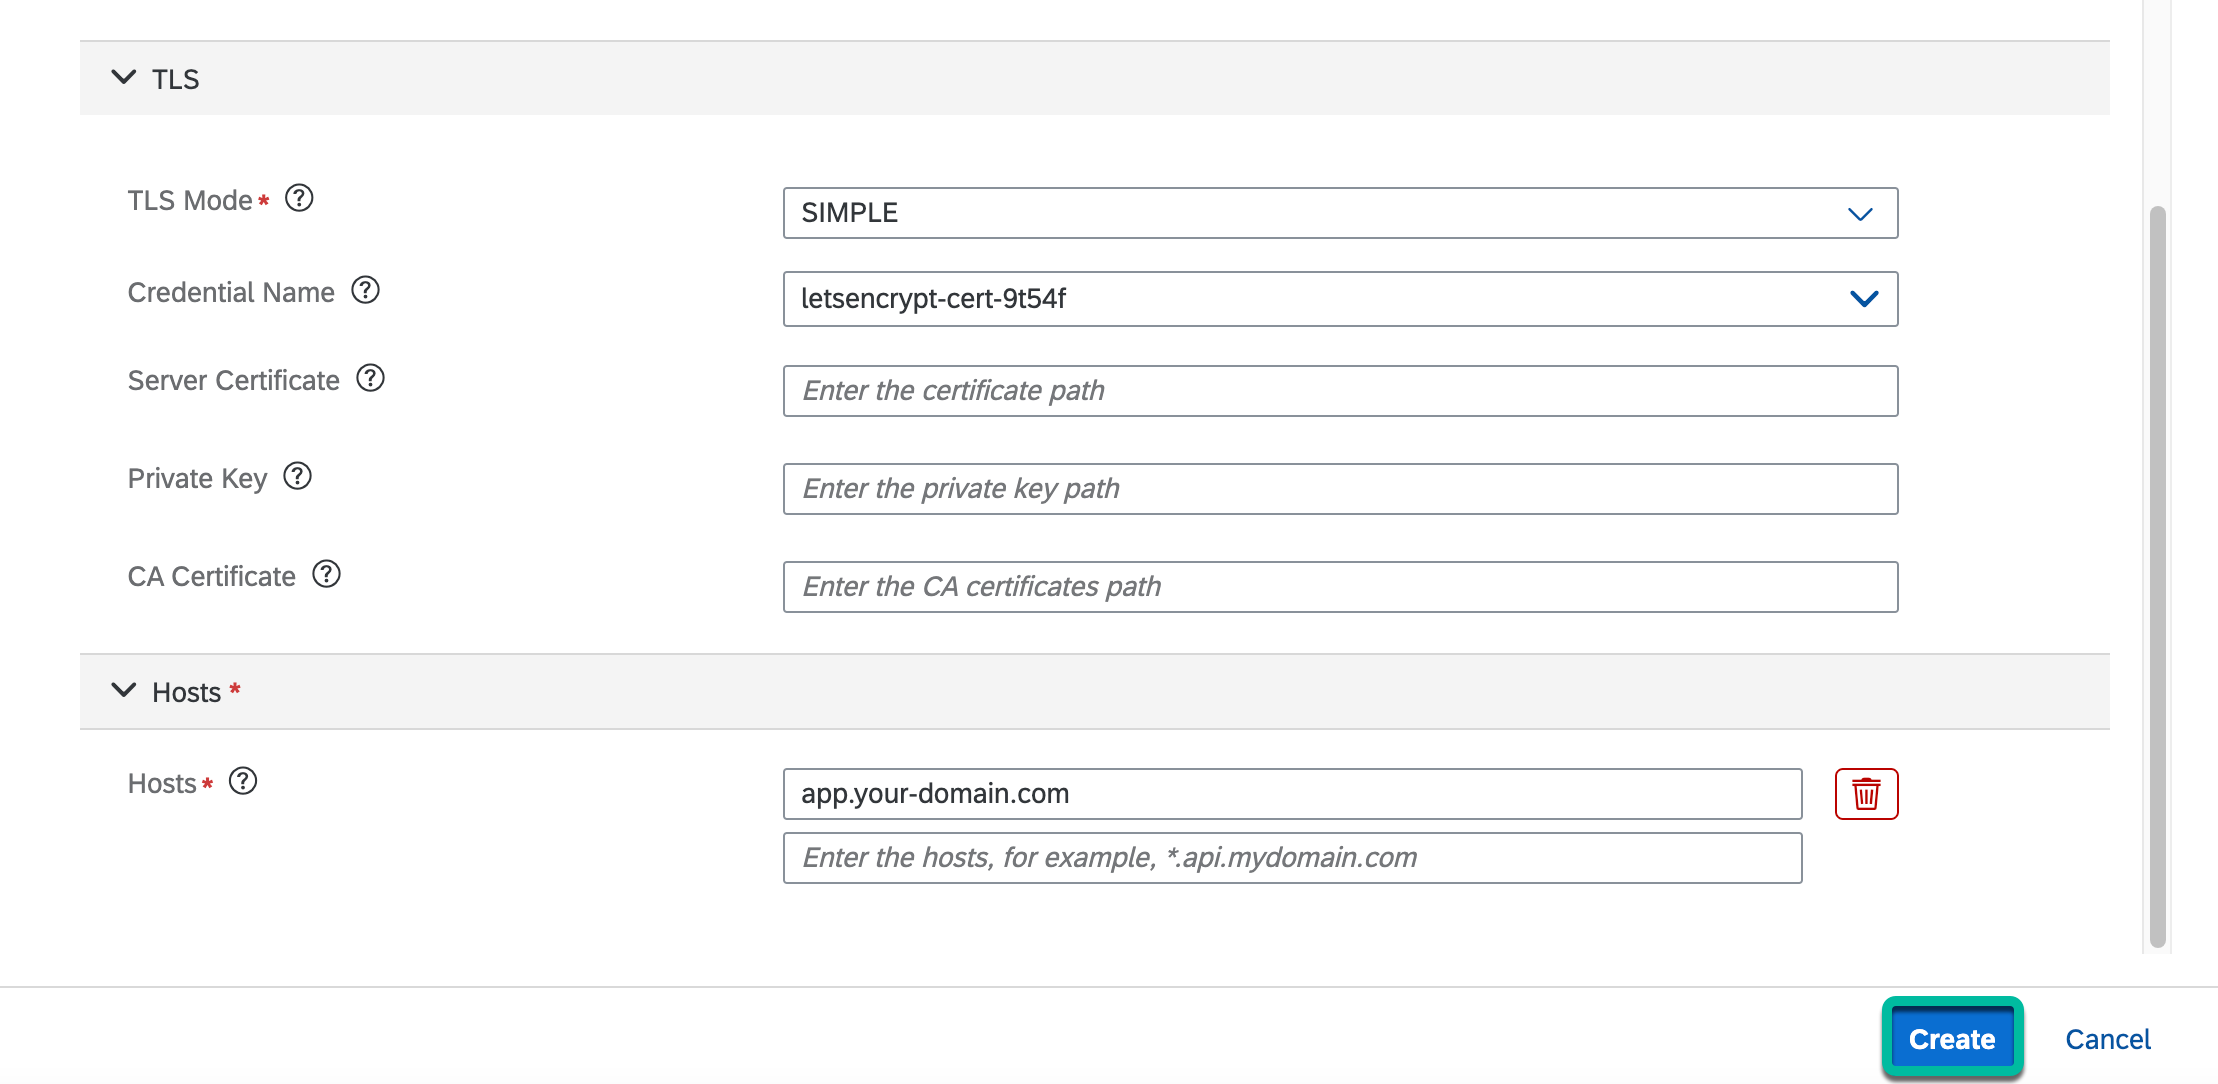 TLS
TLS Mode *
SIMPLE
Credential Name
letsencrypt-cert-9t54f
Server Certificate
Enter the certificate path
Private Key
Enter the private key path
CA Certificate
Enter the CA certificates path
Hosts *
Hosts *
app.your-domain.com
Enter the hosts, for example, *.api.mydomain.com
Create
Cancel